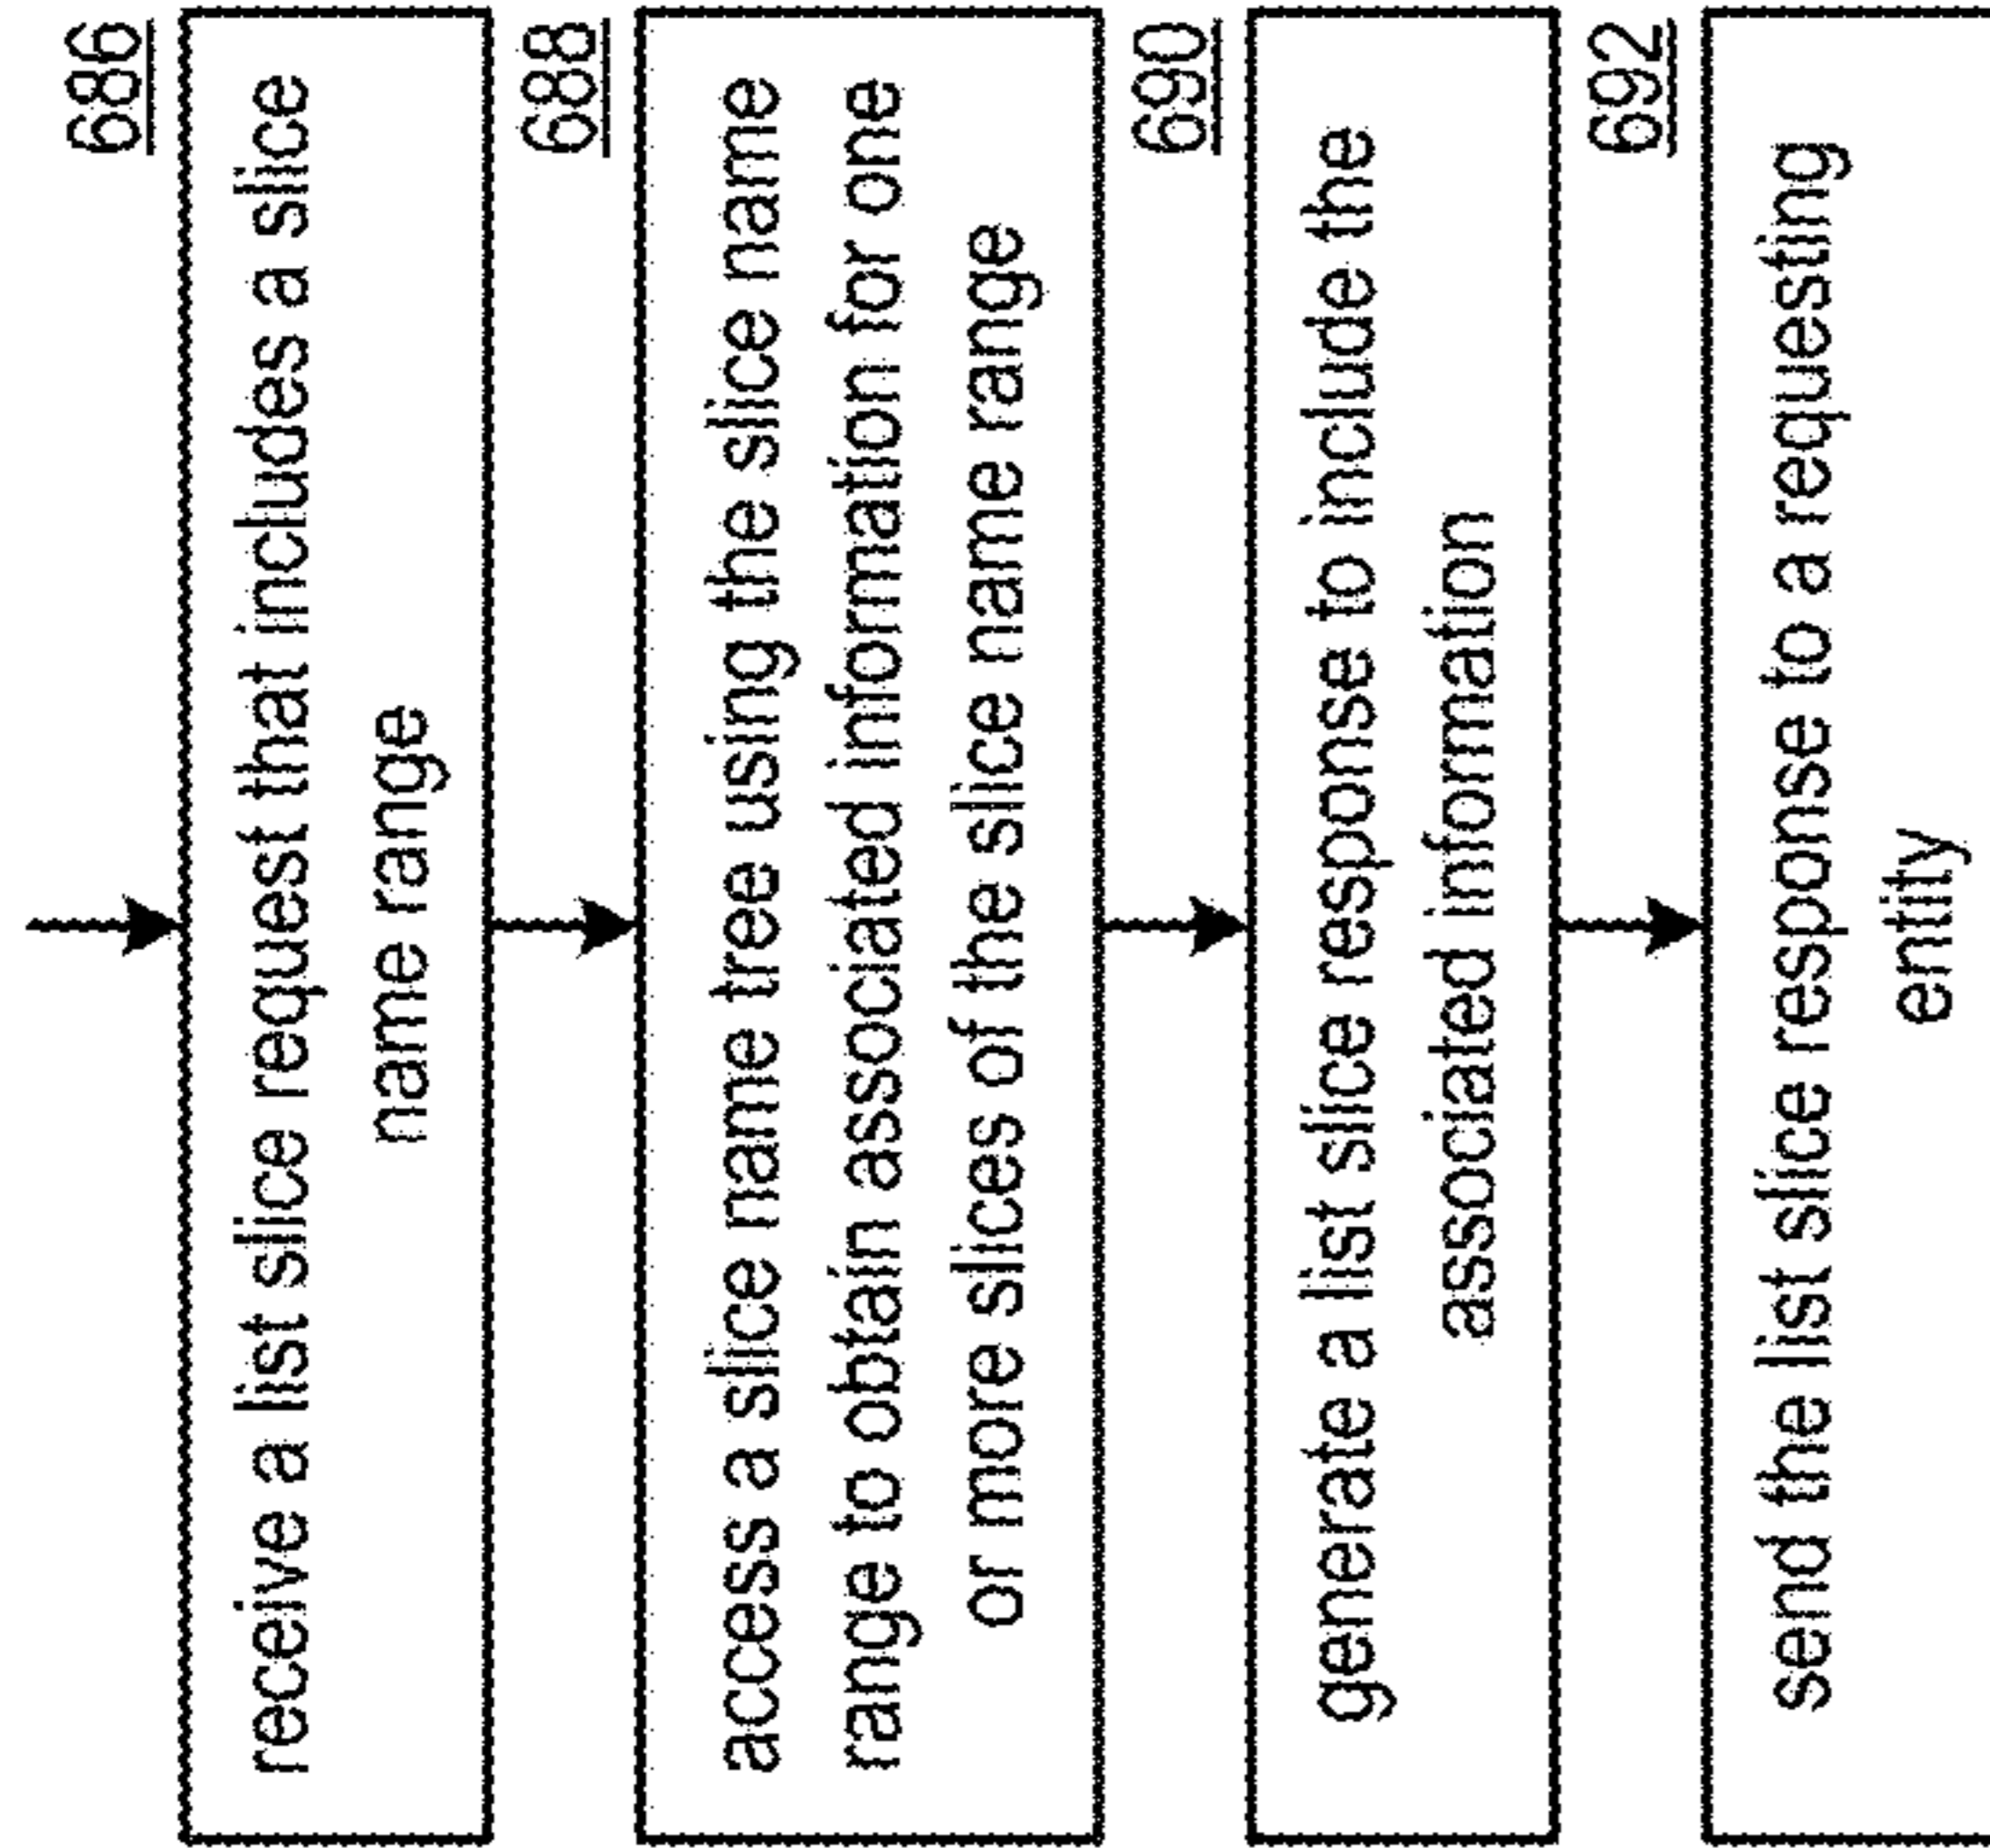 686
receive a list slice request that includes a slice
name range
688
access a slice name tree using the slice name
range to obtain associated information for one
or more slices of the slice name range
690
generate a list slice response to include the
associated information
692
send the list slice response to a requesting
entity